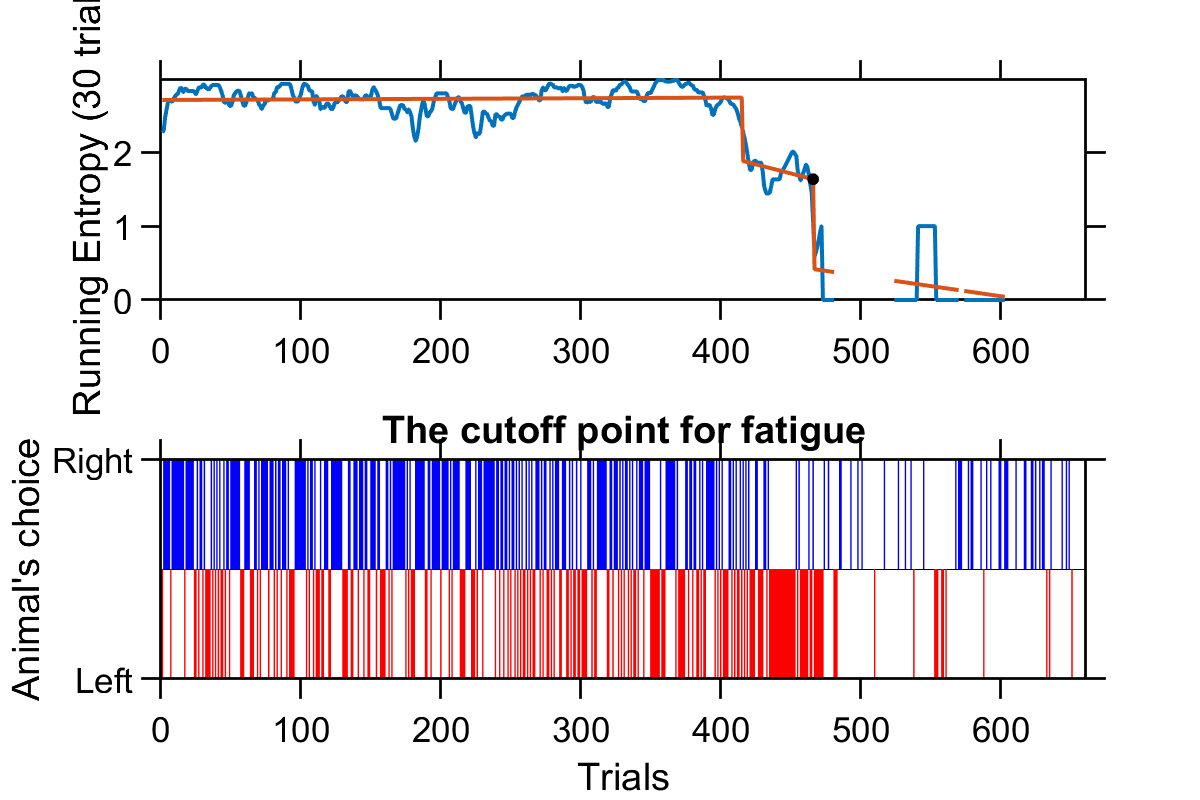 Running Entropy (30 trial
2
1
0
0 100 200 300 400 500 600
The cutoff point for fatigue
Animal's choice
Right
Left
0 100 200 300 400 500 600
Trials